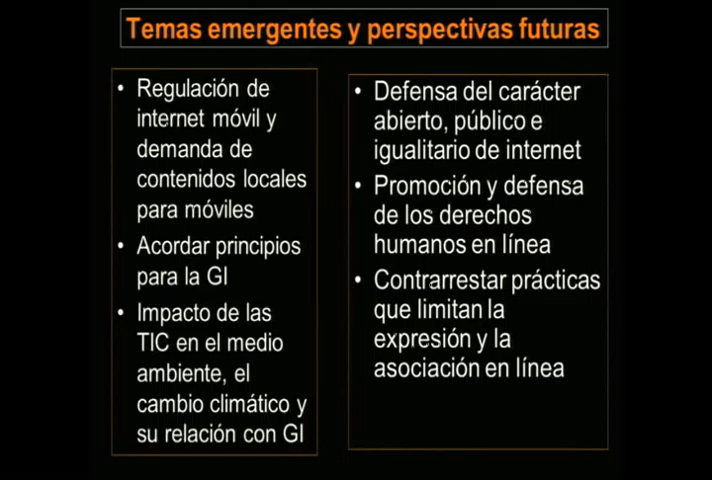 Temas emergentes y perspectivas futuras
• Regulación de
internet móvil y
demanda de
contenidos locales
para móviles
• Acordar principios
para la GI
• Impacto de las
TIC en el medio
ambiente, el
cambio climático y
su relación con GI
• Defensa del carácter
abierto, público e
igualitario de internet
• Promoción y defensa
de los derechos
humanos en línea
• Contrarrestar prácticas
que limitan la
expresión y la
asociación en línea